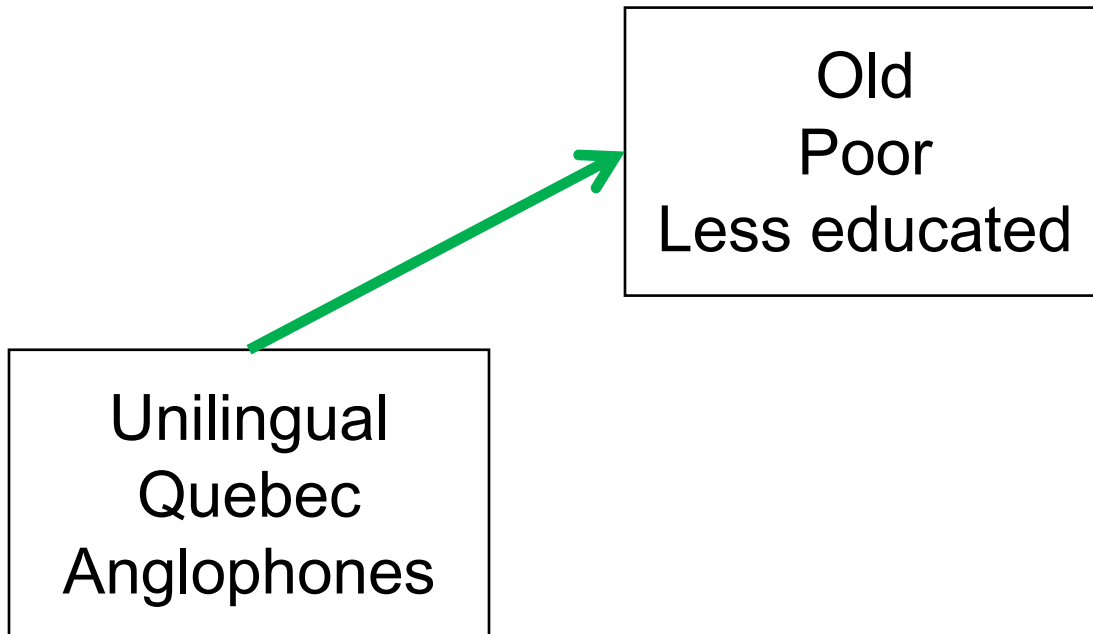 Old
Poor
Less educated
Unilingual
Quebec
Anglophones